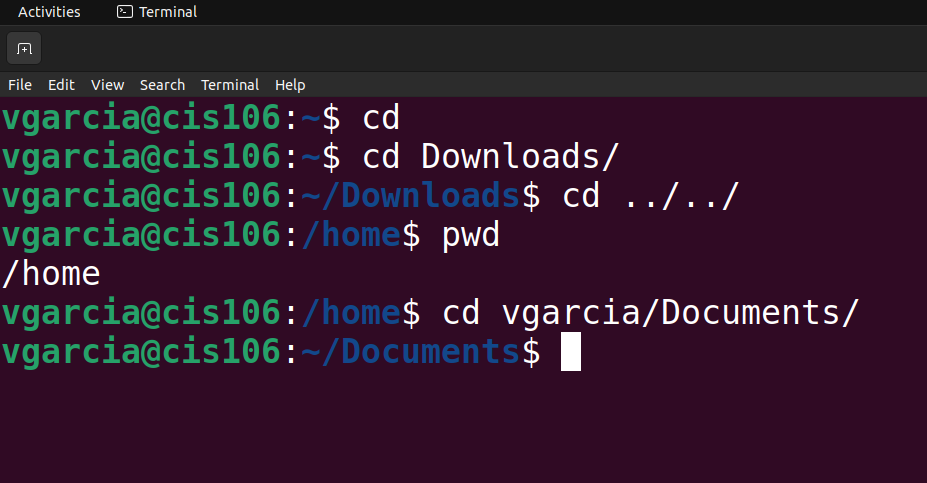 Activities Terminal
File Edit View Search Terminal Help
vgarcia@cis106:~$ cd
vgarcia@cis106:~$ cd Downloads/
vgarcia@cis106:~/Downloads$ cd ../../
vgarcia@cis106:/home$ pwd
/home
vgarcia@cis106:/home$ cd vgarcia/Documents/
vgarcia@cis106:~/Documents$